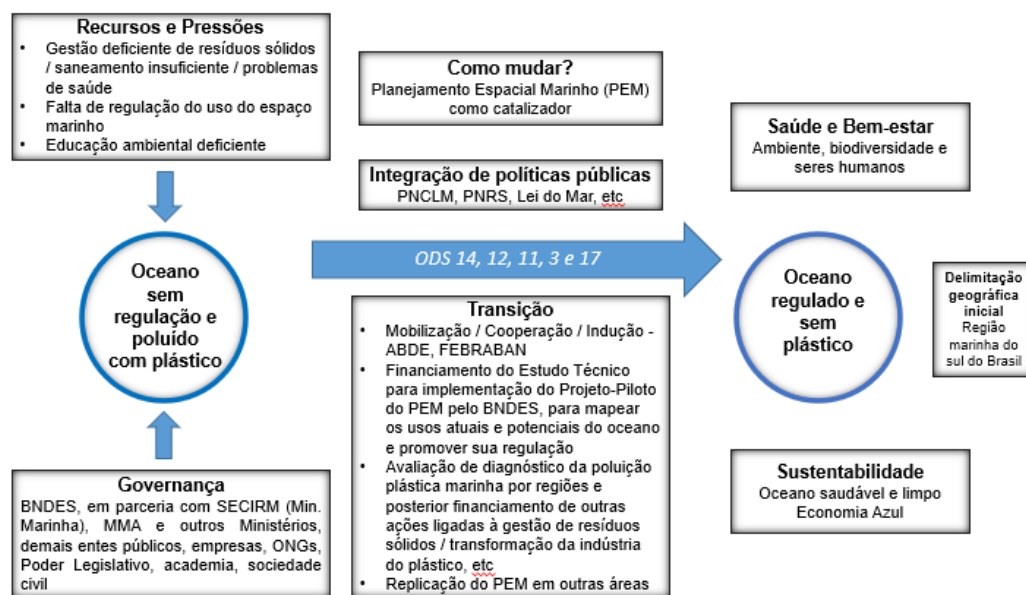 Recursos e Pressões
• Gestão deficiente de resíduos sólidos
/ saneamento insuficiente / problemas
de saúde
• Falta de regulação do uso do espaço
marinho
• Educação ambiental deficiente
Oceano
sem
regulação e
poluído
com plástico
Governança
BNDES, em parceria com SECIRM (Min.
Marinha), MMA e outros Ministérios,
demais entes públicos, empresas, ONGs,
Poder Legislativo, academia, sociedade
civil
Como mudar?
Planejamento Espacial Marinho (PEM)
como catalizador
Integração de políticas públicas
PNCLM, PNRS, Lei do Mar, etc
ODS 14, 12, 11, 3 e 17
Transição
• Mobilização / Cooperação / Indução -
ABDE, FEBRABAN
• Financiamento do Estudo Técnico
para implementação do Projeto-Piloto
do PEM pelo BNDES, para mapear
os usos atuais e potenciais do oceano
e promover sua regulação
• Avaliação de diagnóstico da poluição
plástica marinha por regiões e
posterior financiamento de outras
ações ligadas à gestão de resíduos
sólidos / transformação da indústria
do plástico, etc
• Replicação do PEM em outras áreas
Saúde e Bem-estar
Ambiente, biodiversidade e
seres humanos
Oceano
regulado e
sem
plástico
Delimitação
geográfica
inicial
Região
marinha do
sul do Brasil
Sustentabilidade
Oceano saudável e limpo
Economia Azul